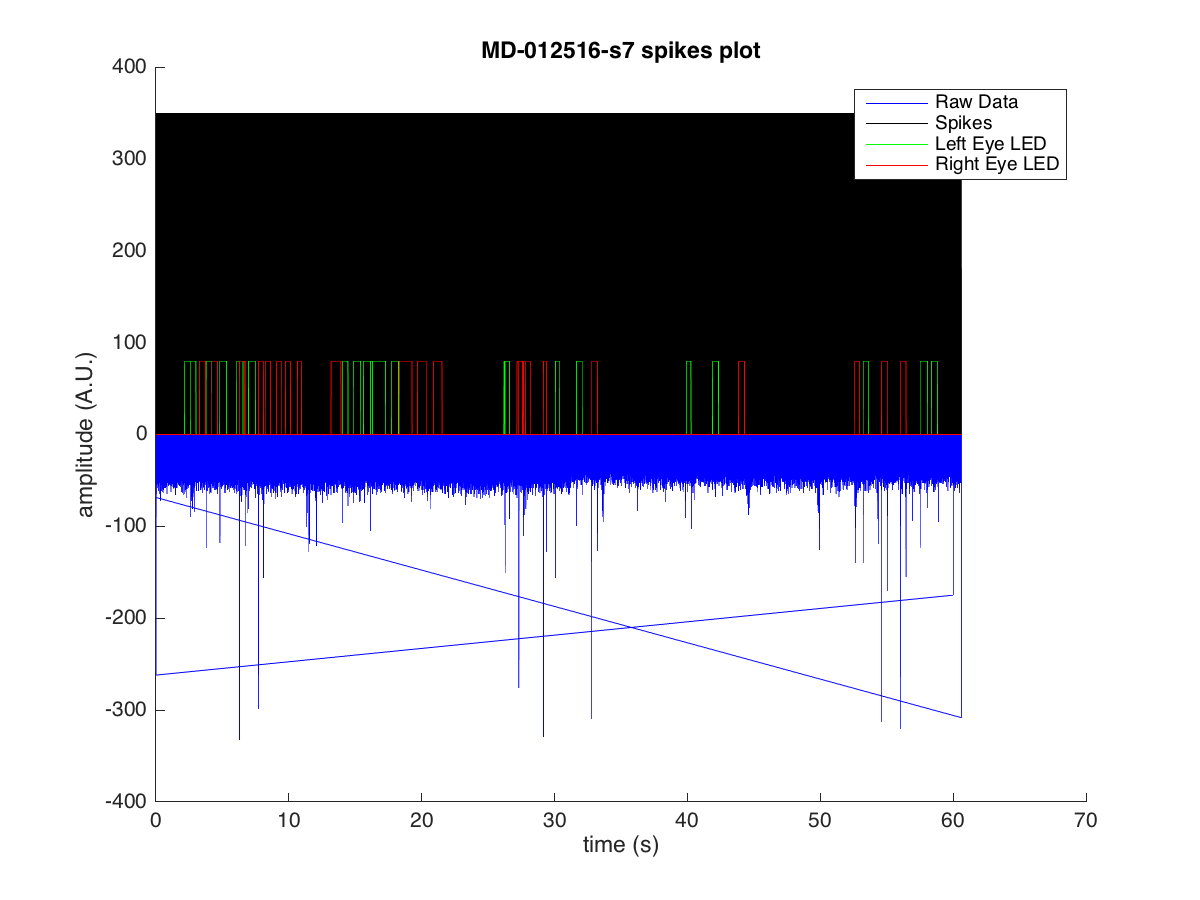 MD-012516-s7 spikes plot
400
300
200
100
0
-100
-200
-300
-400
amplitude (A.U.)
Raw Data
Spikes
Left Eye LED
Right Eye LED
0 10 20 30 40 50 60 70
time (s)